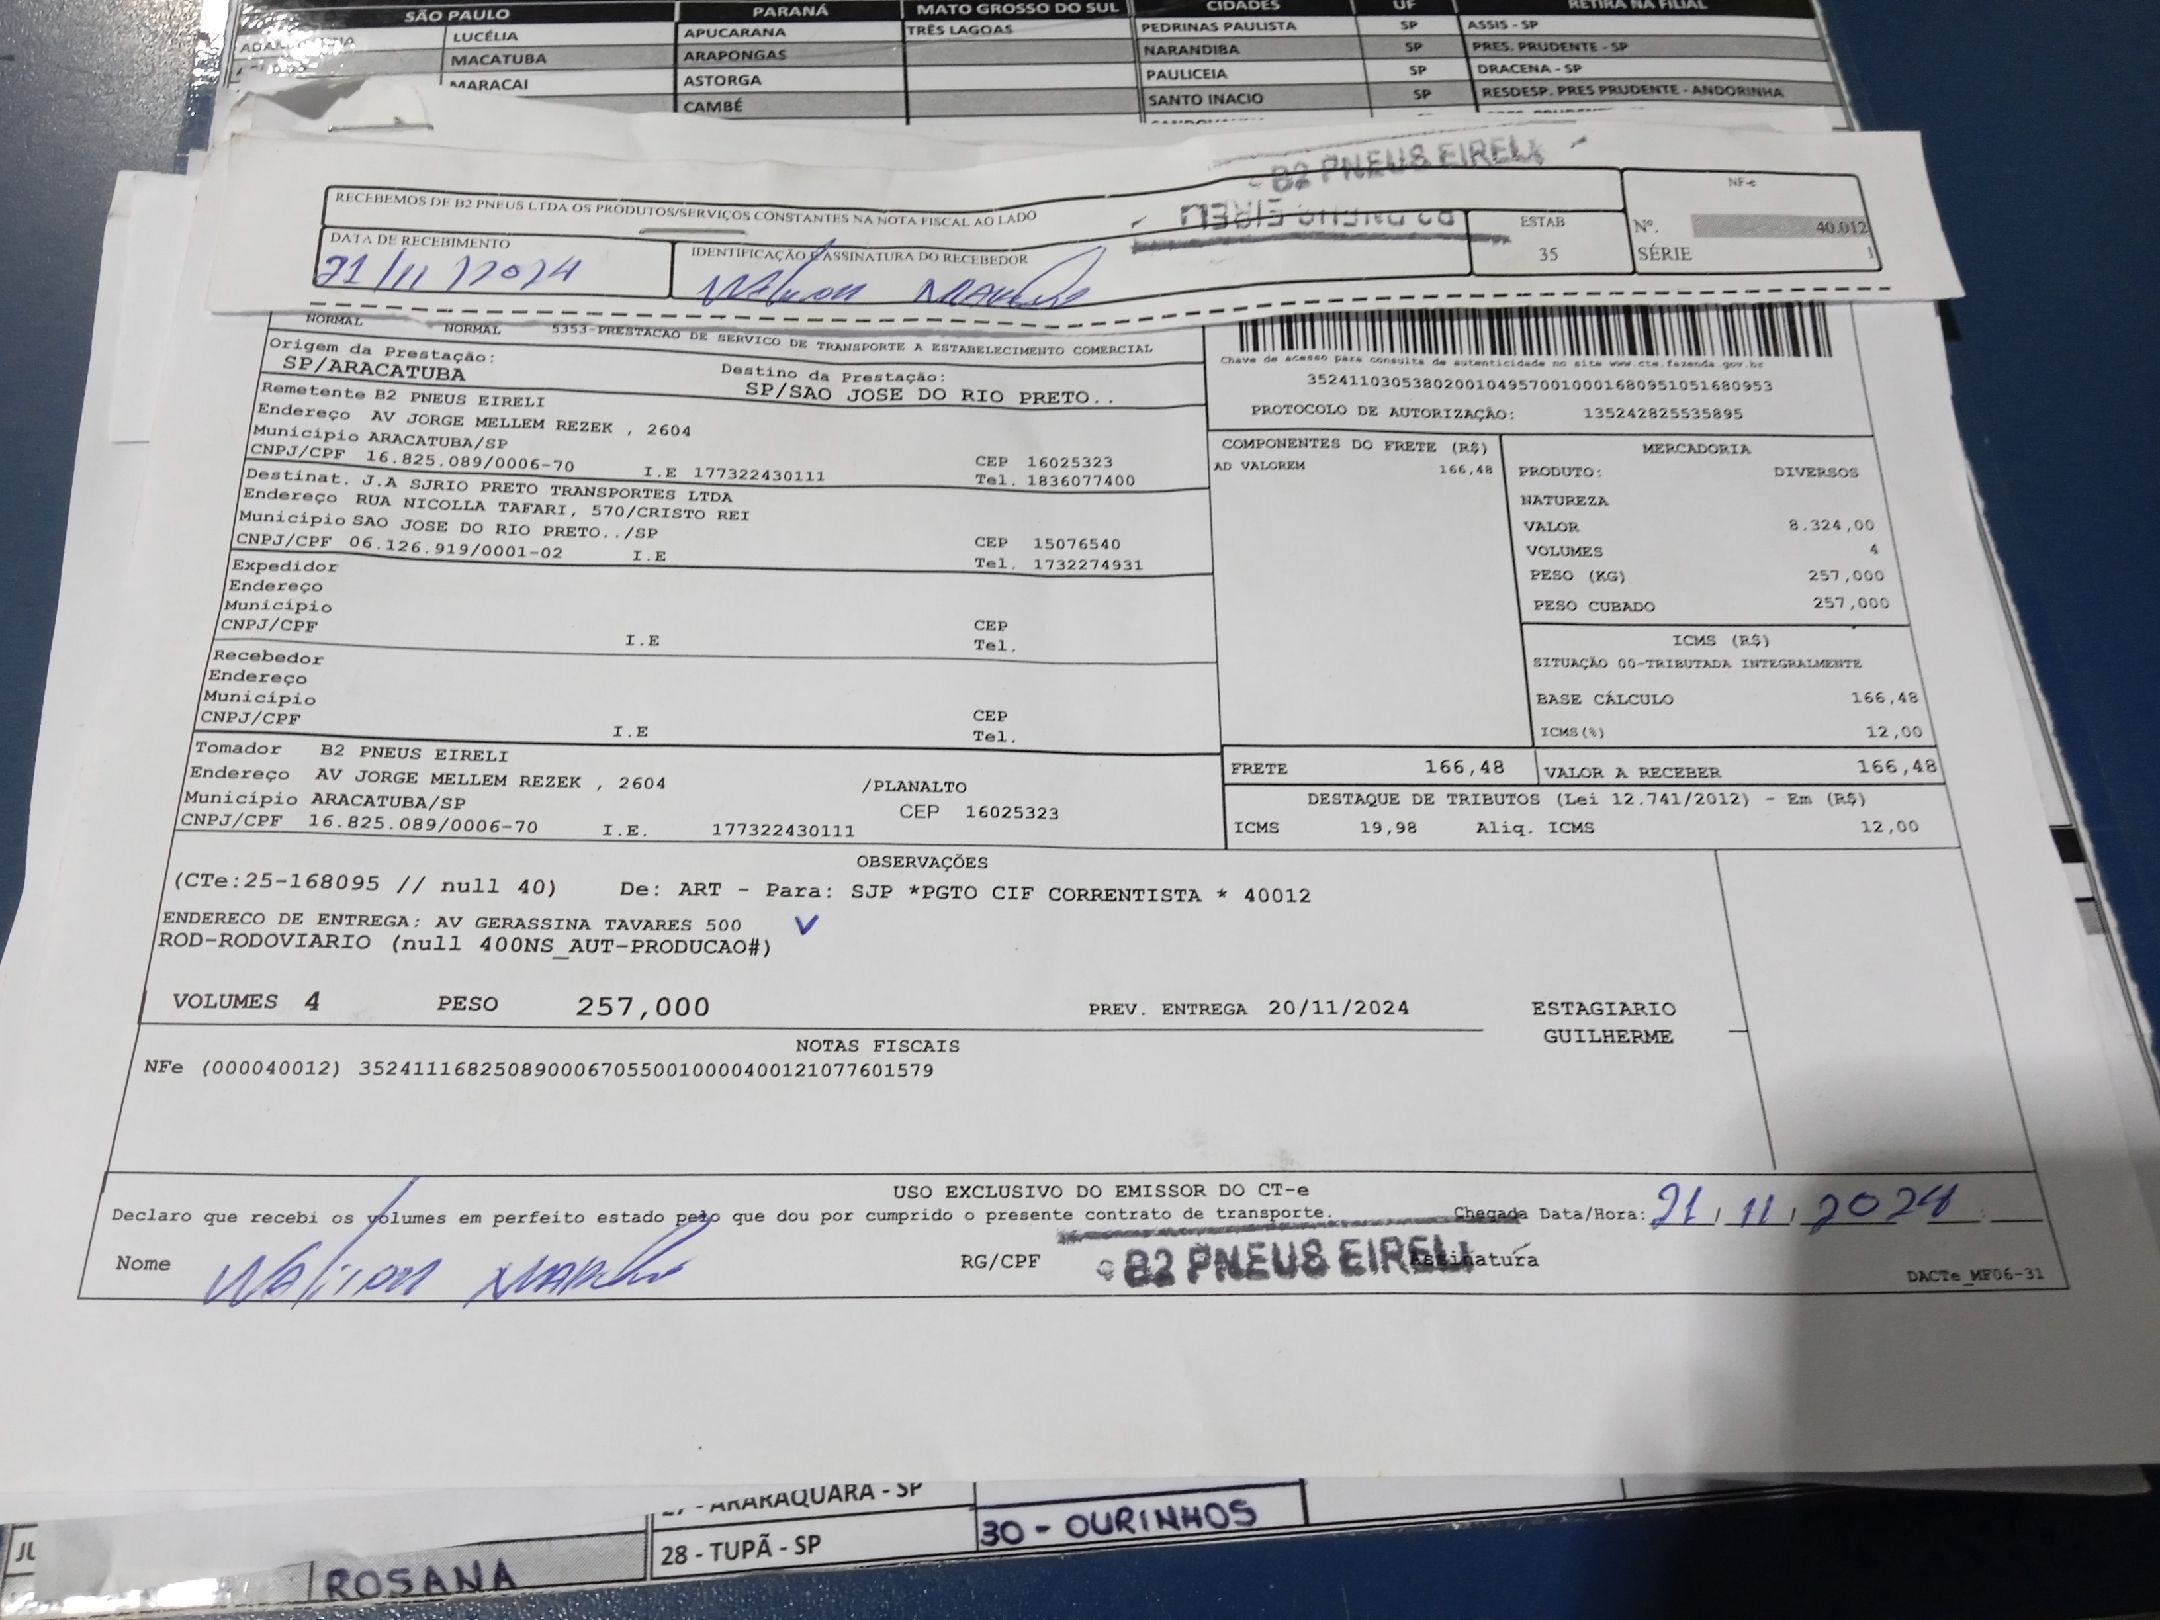 SÃO PAULO PARANÁ MATO GROSSO DO SUL CIDADES UF RETIRA NA FILIAL
LUCÉLIA APUCARANA TRÊS LAGOAS PEDRINAS PAULISTA SP ASSIS - SP
MACATUBA ARAPONGAS NARANDIBA SP PRES. PRUDENTE - SP
MARACAI ASTORGA PAULICEIA SP DRACENA - SP
CAMBÉ SANTO INACIO SP RESDESP. PRES PRUDENTE - ANDORINHA
B2 PNEUS EIRELI
RECEBEMOS DE B2 PNEUS LTDA OS PRODUTOS/SERVIÇOS CONSTANTES NA NOTA FISCAL AO LADO
B2 PNEUS EIRELI
NF-e
DATA DE RECEBIMENTO IDENTIFICAÇÃO E ASSINATURA DO RECEBEDOR ESTAB Nº. 40.012
21/11/2024 35 SÉRIE 1
NORMAL NORMAL 5353-PRESTACAO DE SERVICO DE TRANSPORTE A ESTABELECIMENTO COMERCIAL
Origem da Prestação: Destino da Prestação:
SP/ARACATUBA SP/SAO JOSE DO RIO PRETO..
Remetente B2 PNEUS EIRELI
Endereço AV JORGE MELLEM REZEK , 2604
Município ARACATUBA/SP CEP 16025323
CNPJ/CPF 16.825.089/0006-70 I.E 177322430111 Tel. 1836077400
Destinat. J.A SJRIO PRETO TRANSPORTES LTDA
Endereço RUA NICOLLA TAFARI, 570/CRISTO REI
Município SAO JOSE DO RIO PRETO../SP CEP 15076540
CNPJ/CPF 06.126.919/0001-02 I.E Tel. 1732274931
Expedidor
Endereço
Município CEP
CNPJ/CPF I.E Tel.
Recebedor
Endereço
Município CEP
CNPJ/CPF I.E Tel.
Tomador B2 PNEUS EIRELI
Endereço AV JORGE MELLEM REZEK , 2604 /PLANALTO
Município ARACATUBA/SP CEP 16025323
CNPJ/CPF 16.825.089/0006-70 I.E. 177322430111
Chave de acesso para consulta de autenticidade no site www.cte.fazenda.gov.br
35241103053802001049570010001680951051680953
PROTOCOLO DE AUTORIZAÇÃO: 135242825535895
COMPONENTES DO FRETE (R$)
AD VALOREM 166,48
MERCADORIA
PRODUTO: DIVERSOS
NATUREZA
VALOR 8.324,00
VOLUMES 4
PESO (KG) 257,000
PESO CUBADO 257,000
ICMS (R$)
SITUAÇÃO 00-TRIBUTADA INTEGRALMENTE
BASE CÁLCULO 166,48
ICMS(%) 12,00
FRETE 166,48 VALOR A RECEBER 166,48
DESTAQUE DE TRIBUTOS (Lei 12.741/2012) - Em (R$)
ICMS 19,98 Aliq. ICMS 12,00
OBSERVAÇÕES
(CTe:25-168095 // null 40) De: ART - Para: SJP *PGTO CIF CORRENTISTA * 40012
ENDERECO DE ENTREGA: AV GERASSINA TAVARES 500
ROD-RODOVIARIO (null 400NS_AUT-PRODUCAO#)
VOLUMES 4 PESO 257,000 PREV. ENTREGA 20/11/2024 ESTAGIARIO
GUILHERME
NOTAS FISCAIS
NFe (000040012) 35241116825089000670550010000400121077601579
USO EXCLUSIVO DO EMISSOR DO CT-e
Declaro que recebi os volumes em perfeito estado pelo que dou por cumprido o presente contrato de transporte. Chegada Data/Hora: 21/11/2024 :
Nome RG/CPF B2 PNEUS EIRELI Assinatura
DACTe_MF06-31
ARARAQUARA - SP
28 - TUPÃ - SP 30 - OURINHOS
ROSANA